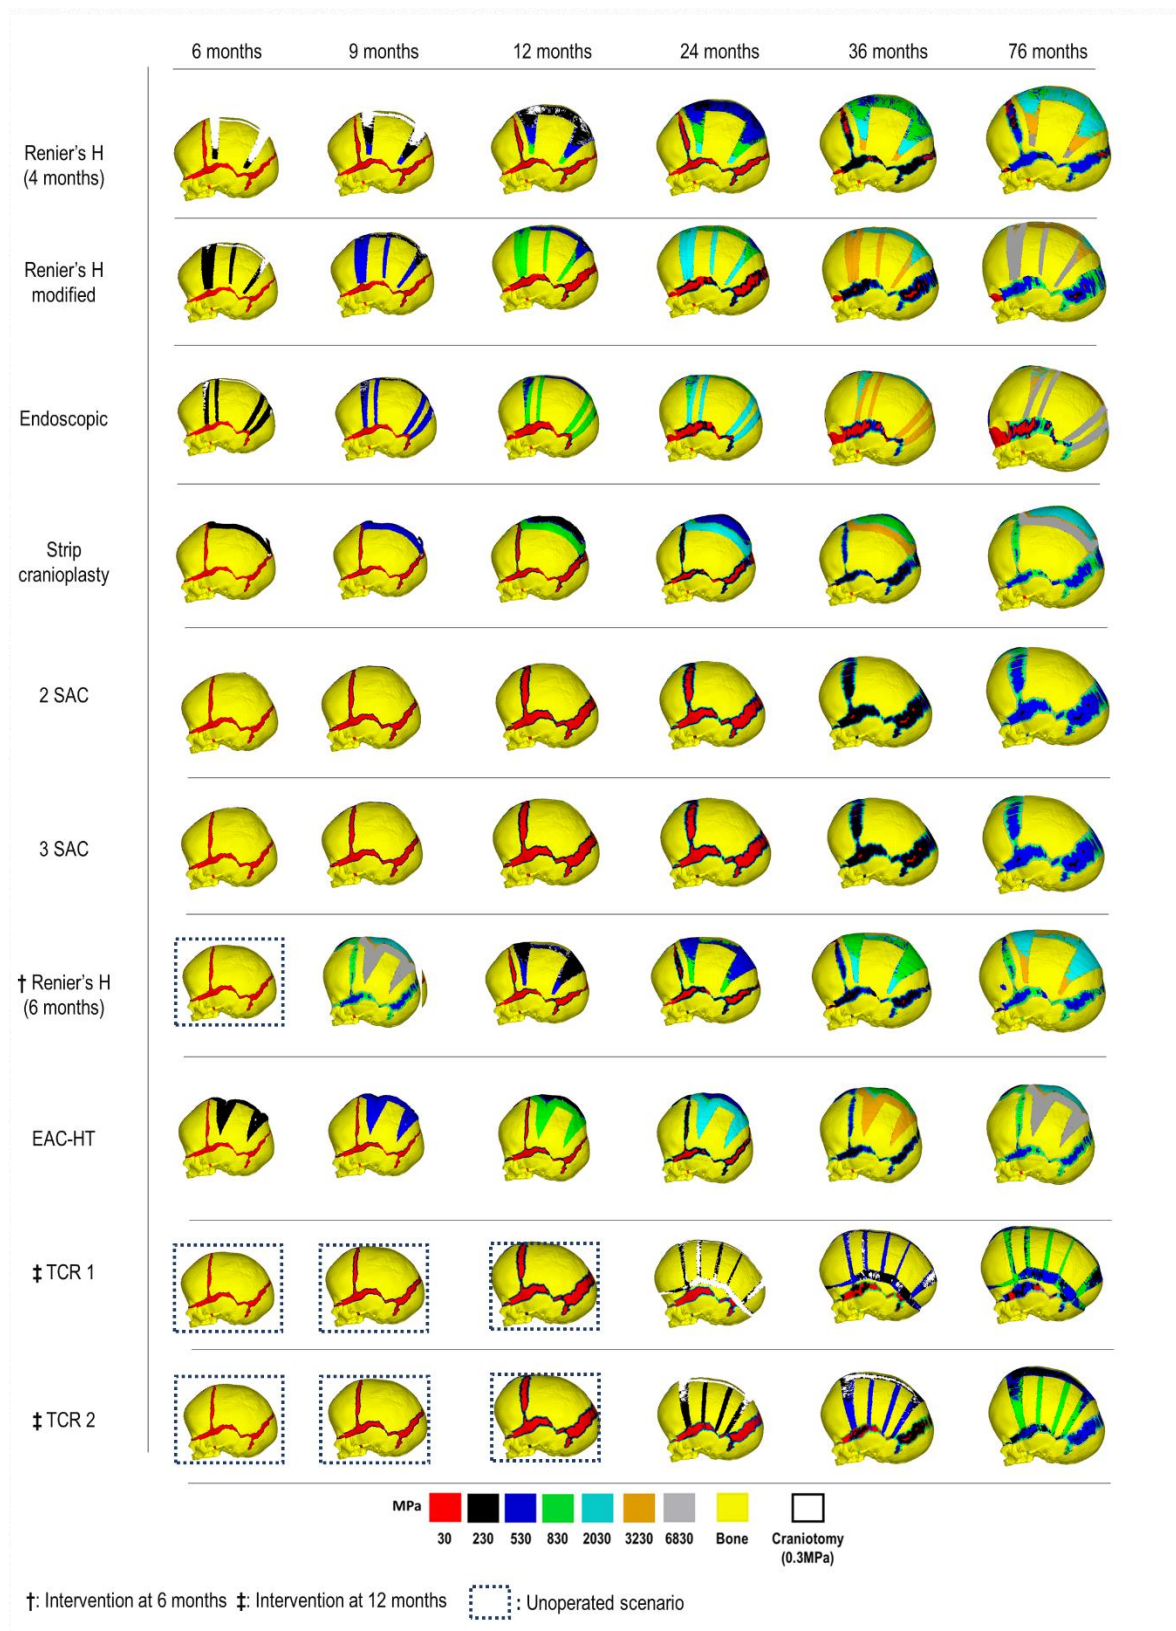 6 months 9 months 12 months 24 months 36 months 76 months
Renier's H
(4 months)
Renier's H
modified
Endoscopic
Strip
cranioplasty
2 SAC
3 SAC
† Renier's H
(6 months)
EAC-HT
‡ TCR 1
‡ TCR 2
MPa
30 230 530 830 2030 3230 6830 Bone Craniotomy
(0.3MPa)
†: Intervention at 6 months ‡: Intervention at 12 months : Unoperated scenario